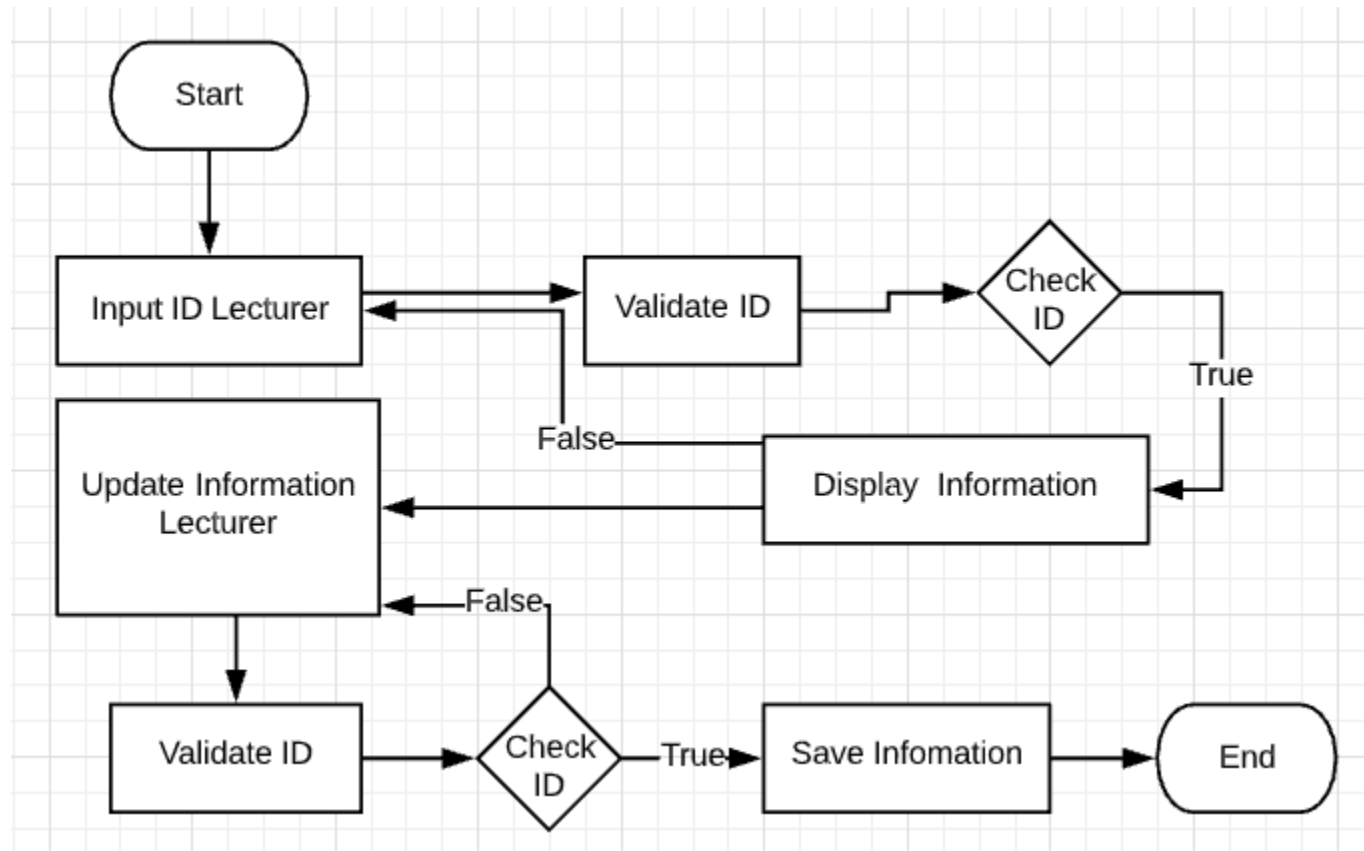 Start
Input ID Lecturer
Validate ID
Check
ID
True
False
Display Information
Update Information
Lecturer
False
Validate ID
Check
ID
True
Save Infomation
End